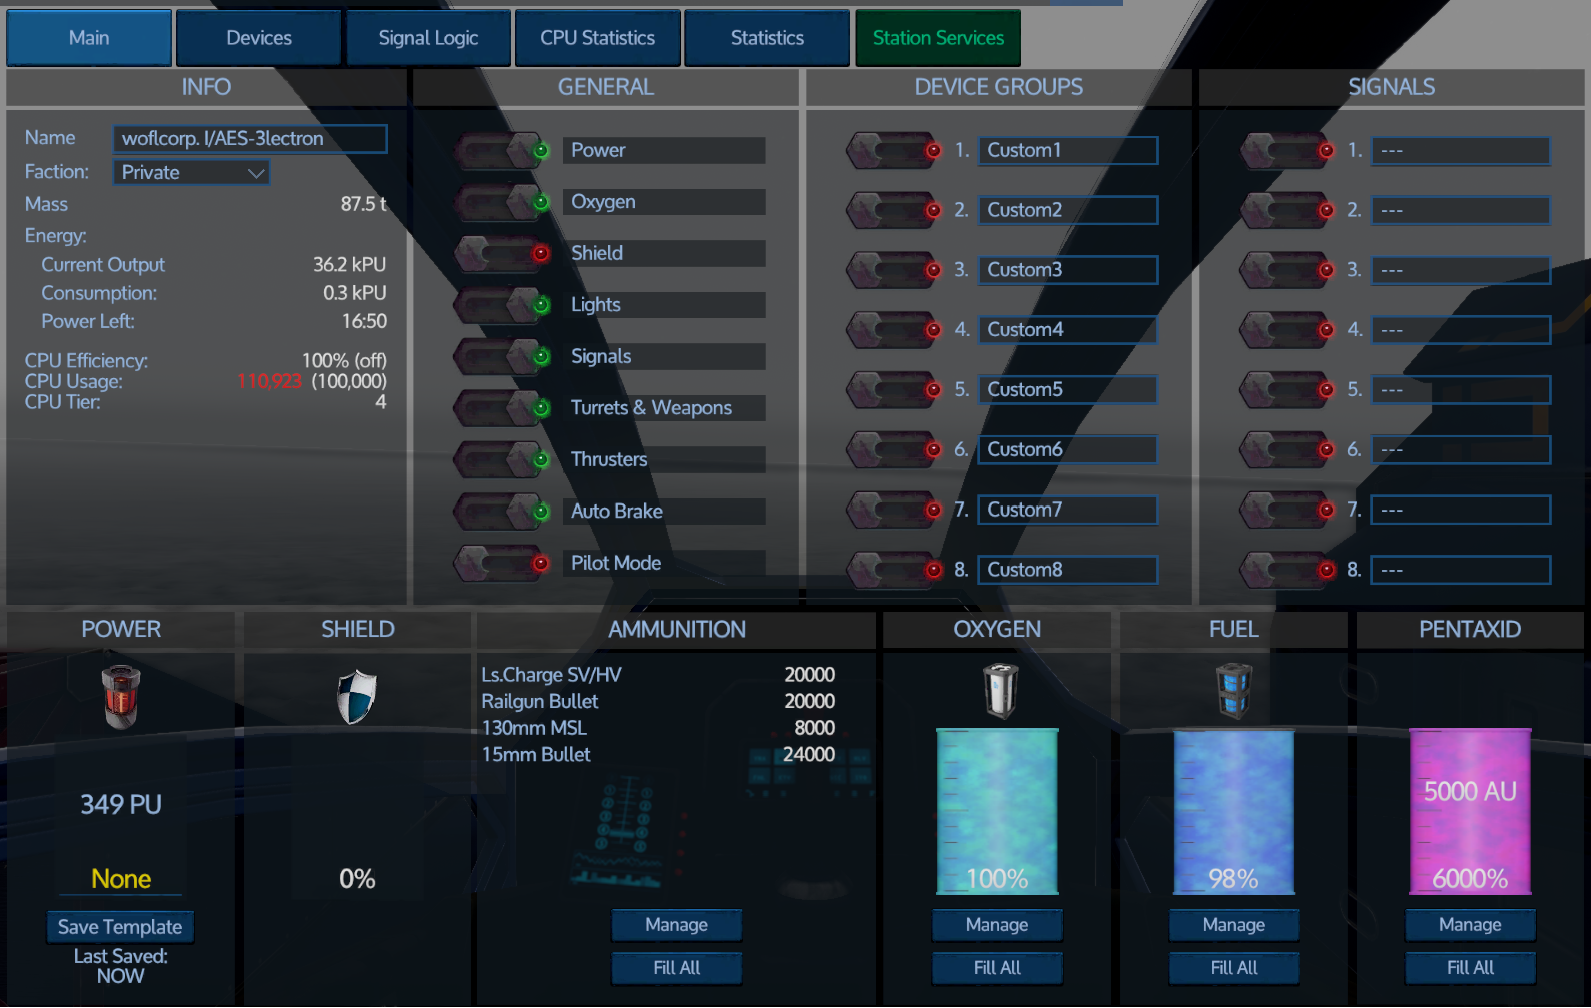 Main Devices Signal Logic CPU Statistics Statistics Station Services
INFO GENERAL DEVICE GROUPS SIGNALS
Name woflcorp. I/AES-3lectron
Faction: Private
Mass 87.5 t
Energy:
Current Output 36.2 kPU
Consumption: 0.3 kPU
Power Left: 16:50
CPU Efficiency: 100% (off)
CPU Usage: 110,923 (100,000)
CPU Tier: 4
Power
Oxygen
Shield
Lights
Signals
Turrets & Weapons
Thrusters
Auto Brake
Pilot Mode
1. Custom1
2. Custom2
3. Custom3
4. Custom4
5. Custom5
6. Custom6
7. Custom7
8. Custom8
1. ---
2. ---
3. ---
4. ---
5. ---
6. ---
7. ---
8. ---
POWER
349 PU
None
Save Template
Last Saved:
NOW
SHIELD
0%
AMMUNITION
Ls.Charge SV/HV 20000
Railgun Bullet 20000
130mm MSL 8000
15mm Bullet 24000
Manage
Fill All
OXYGEN
100%
Manage
Fill All
FUEL
98%
Manage
Fill All
PENTAXID
5000 AU
6000%
Manage
Fill All